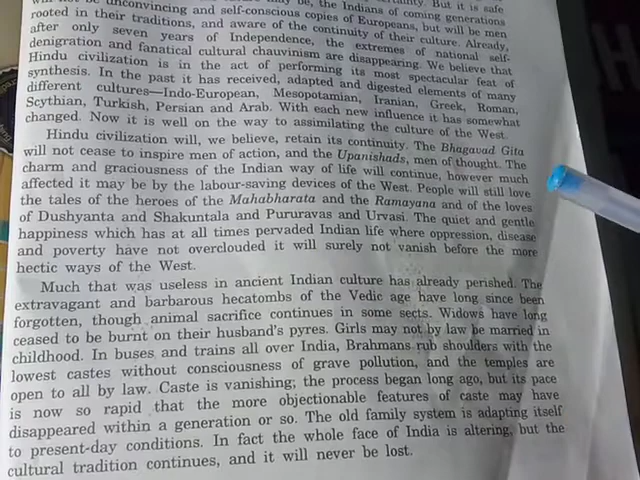 be, the Indians of coming generations
unconvincing and self-conscious copies of Europeans, but will be men
rooted in their traditions, and aware of the continuity of their culture. Already,
after only seven years of Independence, the extremes of national self-
denigration and fanatical cultural chauvinism are disappearing. We believe that
Hindu civilization is in the act of performing its most spectacular feat of
synthesis. In the past it has received, adapted and digested elements of many
different cultures—Indo-European, Mesopotamian, Iranian, Greek, Roman,
Scythian, Turkish, Persian and Arab. With each new influence it has somewhat
changed. Now it is well on the way to assimilating the culture of the West.
Hindu civilization will, we believe, retain its continuity. The Bhagavad Gita
will not cease to inspire men of action, and the Upanishads, men of thought. The
charm and graciousness of the Indian way of life will continue, however much
affected it may be by the labour-saving devices of the West. People will still love
the tales of the heroes of the Mahabharata and the Ramayana and of the loves
of Dushyanta and Shakuntala and Pururavas and Urvasi. The quiet and gentle
happiness which has at all times pervaded Indian life where oppression, disease
and poverty have not overclouded it will surely not vanish before the more
hectic ways of the West.
Much that was useless in ancient Indian culture has already perished. The
extravagant and barbarous hecatombs of the Vedic age have long since been
forgotten, though animal sacrifice continues in some sects. Widows have long
ceased to be burnt on their husband's pyres. Girls may not by law be married in
childhood. In buses and trains all over India, Brahmans rub shoulders with the
lowest castes without consciousness of grave pollution, and the temples are
open to all by law. Caste is vanishing; the process began long ago, but its pace
is now so rapid that the more objectionable features of caste may have
disappeared within a generation or so. The old family system is adapting itself
to present-day conditions. In fact the whole face of India is altering, but the
cultural tradition continues, and it will never be lost.